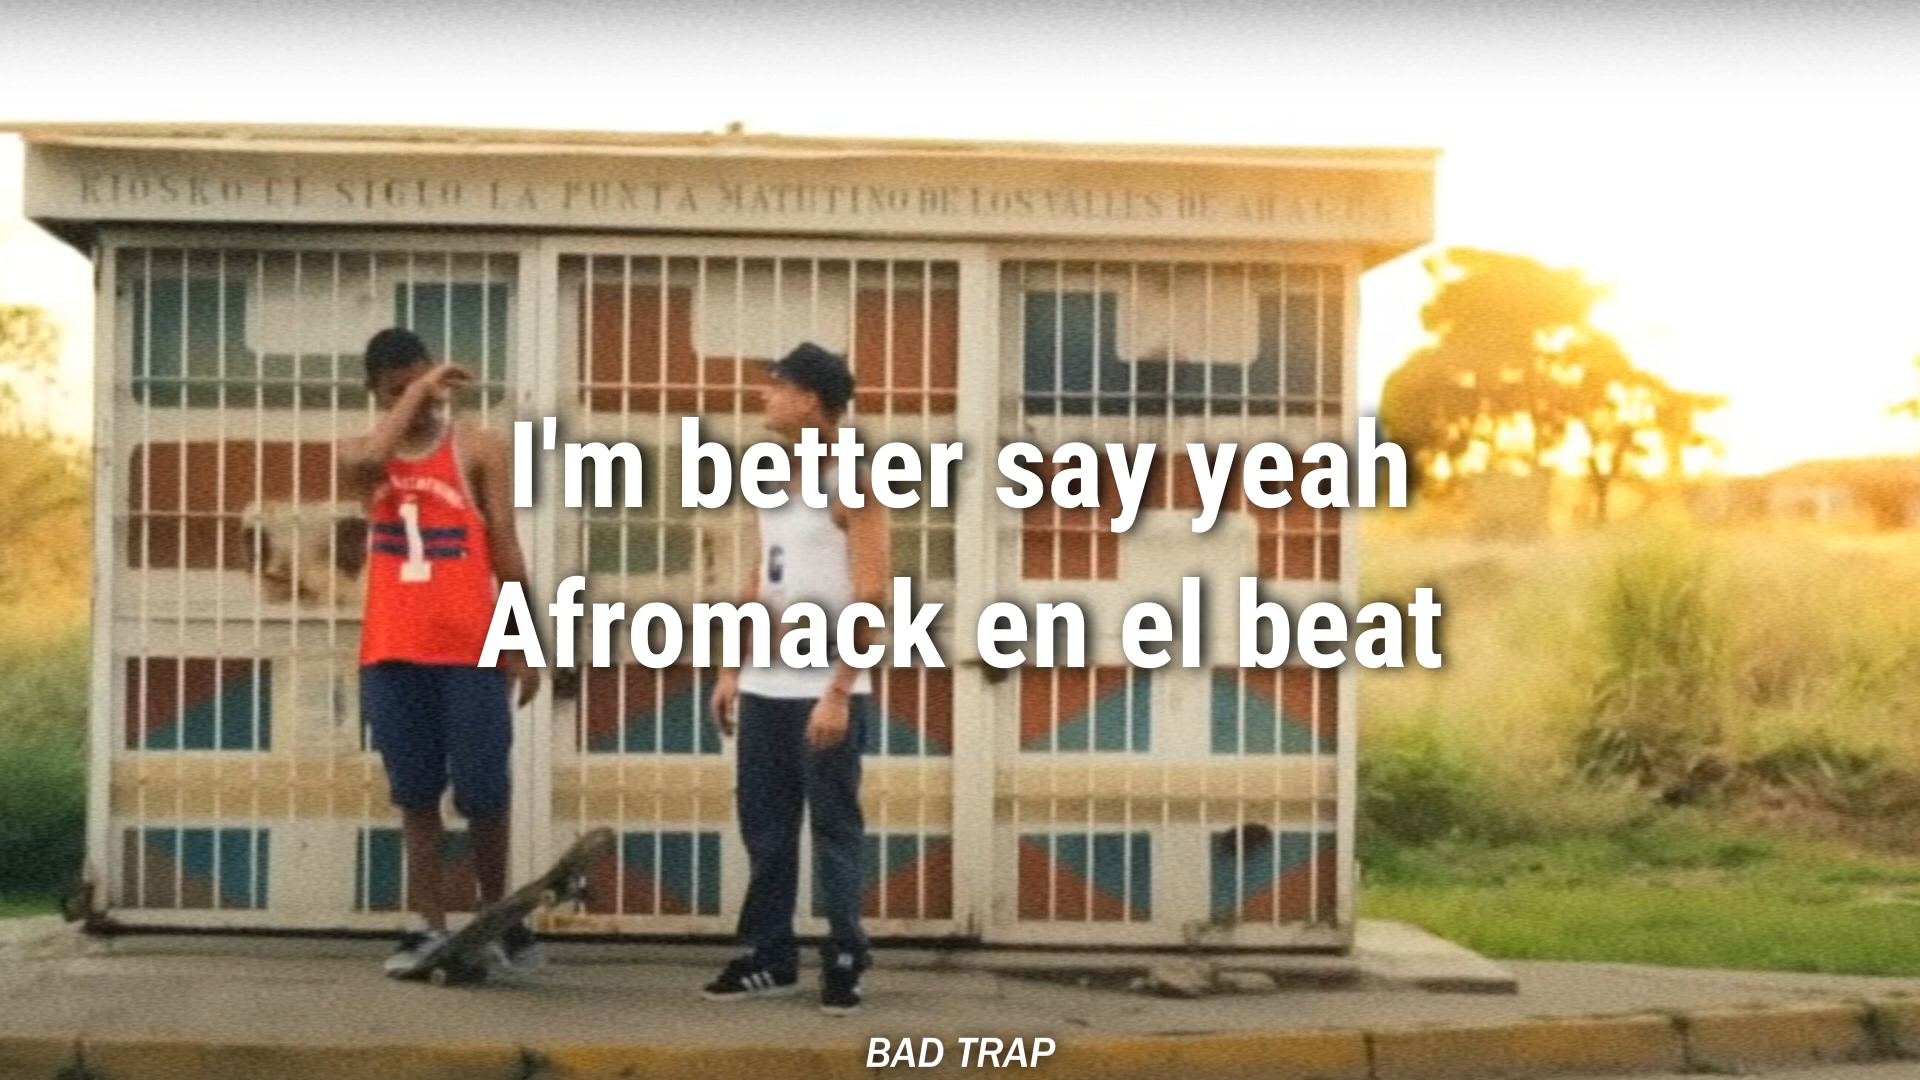 KIOSKO EL SIGLO LA PUNTA MATUTINO DE LOS VALLES DE ARAGUA
1
I'm better say yeah
Afromack en el beat
BAD TRAP